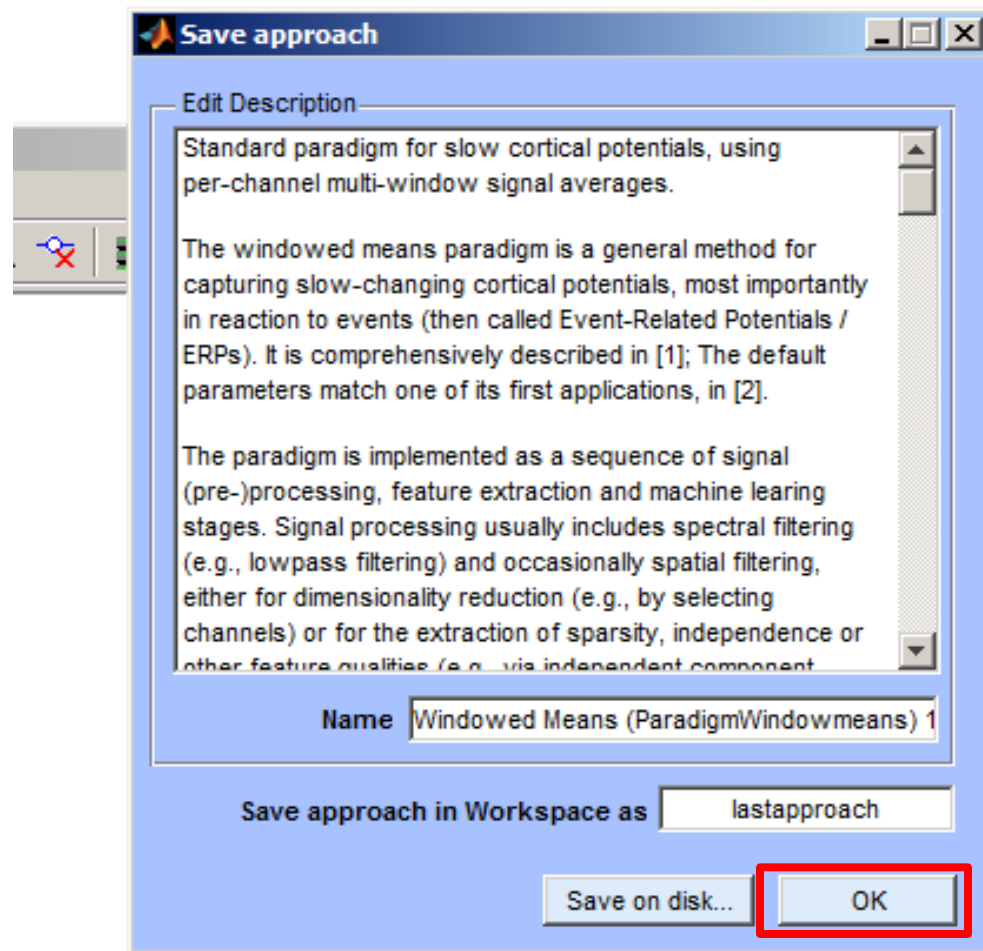 Save approach
Edit Description
Standard paradigm for slow cortical potentials, using
per-channel multi-window signal averages.
The windowed means paradigm is a general method for
capturing slow-changing cortical potentials, most importantly
in reaction to events (then called Event-Related Potentials /
ERPs). It is comprehensively described in [1]; The default
parameters match one of its first applications, in [2].
The paradigm is implemented as a sequence of signal
(pre-)processing, feature extraction and machine learing
stages. Signal processing usually includes spectral filtering
(e.g., lowpass filtering) and occasionally spatial filtering,
either for dimensionality reduction (e.g., by selecting
channels) or for the extraction of sparsity, independence or
other feature qualities (e.g., via independent component
Name Windowed Means (ParadigmWindowmeans) 1
Save approach in Workspace as lastapproach
Save on disk... OK